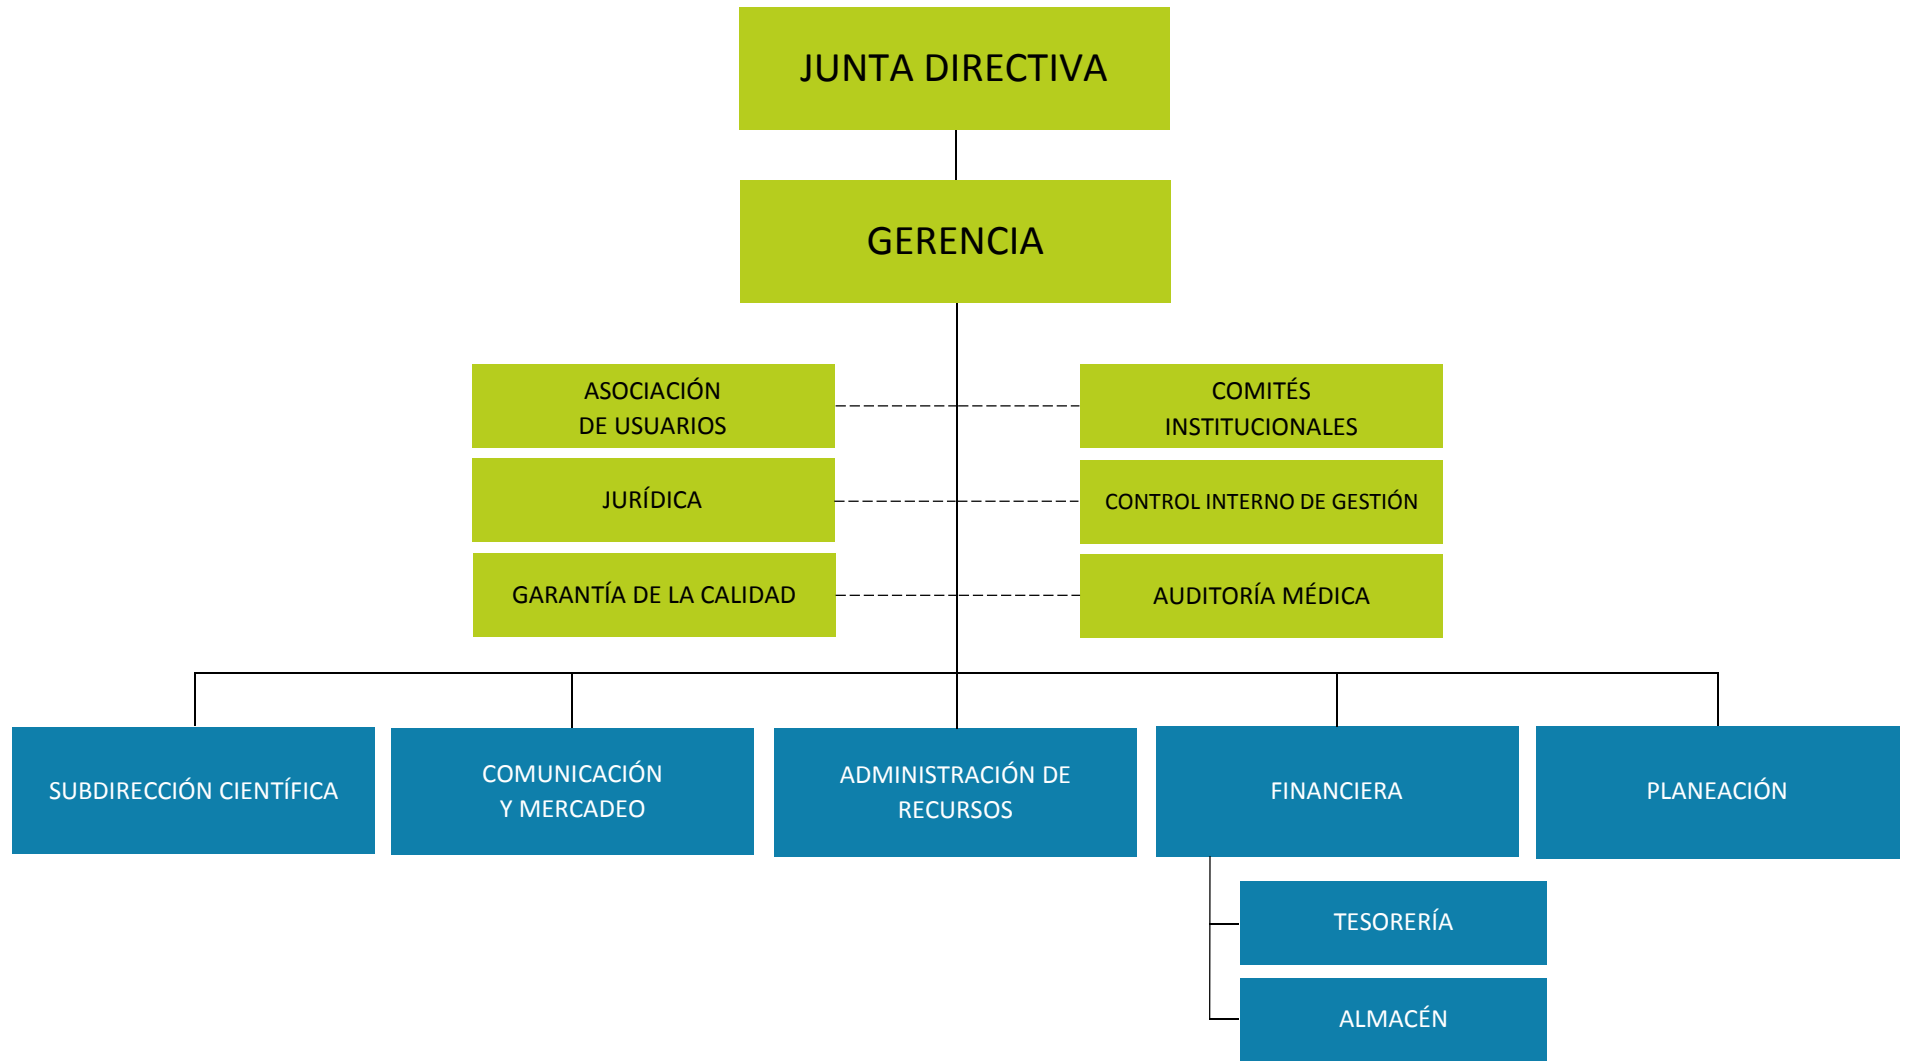 JUNTA DIRECTIVA
GERENCIA
ASOCIACIÓN
DE USUARIOS
COMITÉS
INSTITUCIONALES
JURÍDICA
CONTROL INTERNO DE GESTIÓN
GARANTÍA DE LA CALIDAD
AUDITORÍA MÉDICA
SUBDIRECCIÓN CIENTÍFICA
COMUNICACIÓN
Y MERCADEO
ADMINISTRACIÓN DE
RECURSOS
FINANCIERA
PLANEACIÓN
TESORERÍA
ALMACÉN